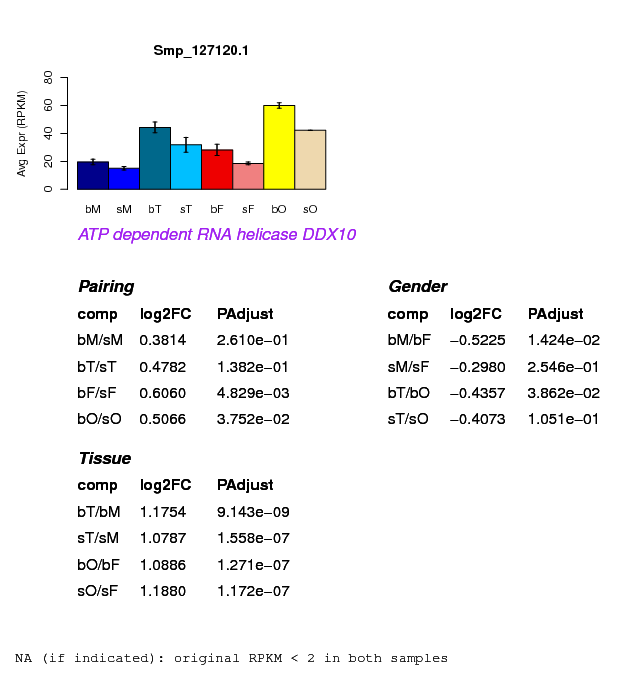 Smp_127120.1
Avg Expr (RPKM)
80
60
40
20
0
bM sM bT sT bF sF bO sO
ATP dependent RNA helicase DDX10
Pairing
comp log2FC PAdjust
bM/sM 0.3814 2.610e−01
bT/sT 0.4782 1.382e−01
bF/sF 0.6060 4.829e−03
bO/sO 0.5066 3.752e−02
Gender
comp log2FC PAdjust
bM/bF −0.5225 1.424e−02
sM/sF −0.2980 2.546e−01
bT/bO −0.4357 3.862e−02
sT/sO −0.4073 1.051e−01
Tissue
comp log2FC PAdjust
bT/bM 1.1754 9.143e−09
sT/sM 1.0787 1.558e−07
bO/bF 1.0886 1.271e−07
sO/sF 1.1880 1.172e−07
NA (if indicated): original RPKM < 2 in both samples